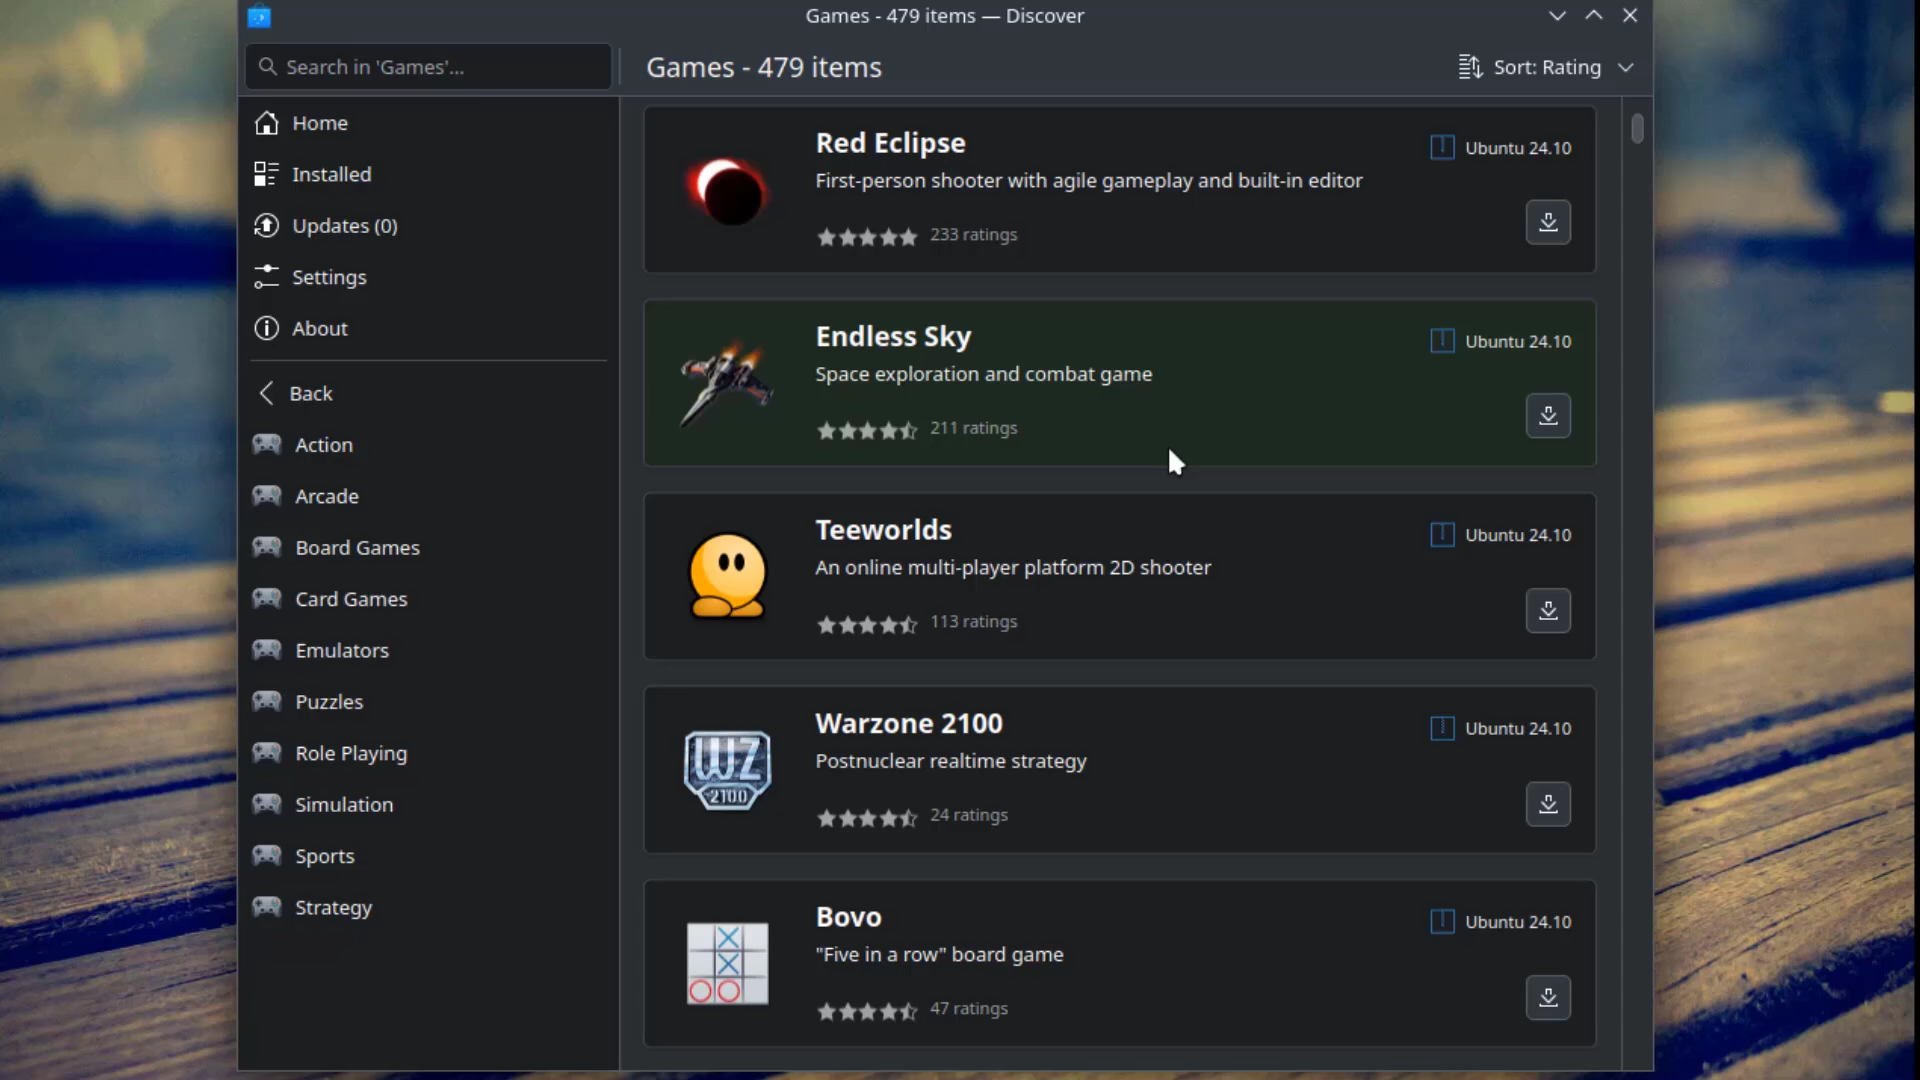 Games - 479 items — Discover
Search in 'Games'...
Games - 479 items
Sort: Rating
Home
Installed
Updates (0)
Settings
About
Back
Action
Arcade
Board Games
Card Games
Emulators
Puzzles
Role Playing
Simulation
Sports
Strategy
Red Eclipse
Ubuntu 24.10
First-person shooter with agile gameplay and built-in editor
233 ratings
Endless Sky
Ubuntu 24.10
Space exploration and combat game
211 ratings
Teeworlds
Ubuntu 24.10
An online multi-player platform 2D shooter
113 ratings
WZ
2100
Warzone 2100
Ubuntu 24.10
Postnuclear realtime strategy
24 ratings
Bovo
Ubuntu 24.10
"Five in a row" board game
47 ratings